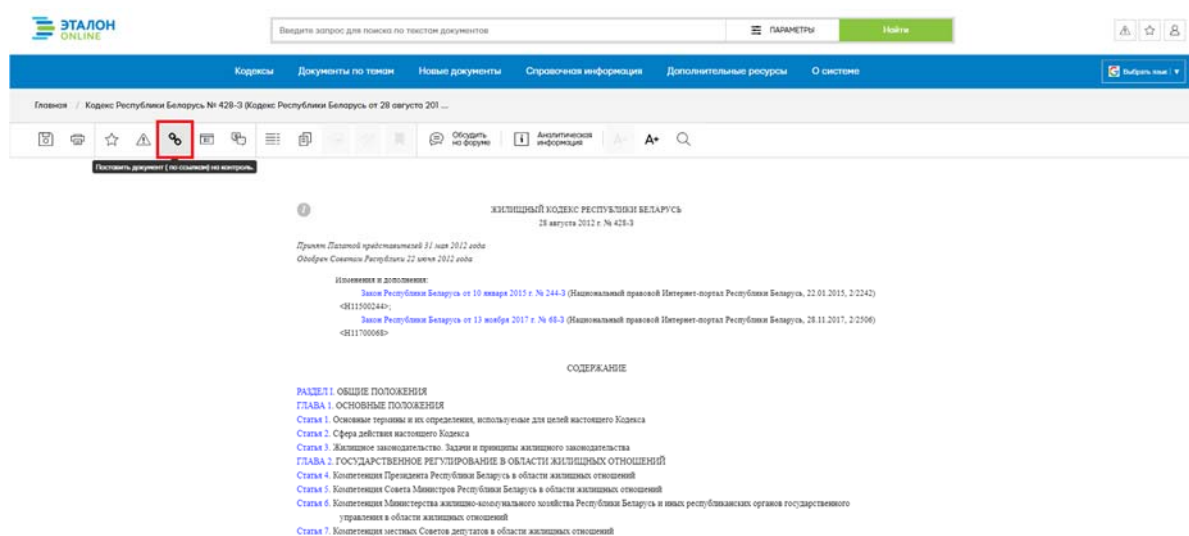 ЭТАЛОН
ONLINE
Введите запрос для поиска по текстом документов
ПАРАМЕТРЫ
Найти
Кодексы Документы по темам Новые документы Справочная информация Дополнительные ресурсы О системе
Выбрать язык
Главная / Кодекс Республики Беларусь № 428-З (Кодекс Республики Беларусь от 28 августа 201 ...
Обсудить
на форуме
Аналитическая
информация
A-
A+
Поставить документ ( по ссылкам) на контроль.
ЖИЛИЩНЫЙ КОДЕКС РЕСПУБЛИКИ БЕЛАРУСЬ
28 августа 2012 г. № 428-З
Принят Палатой представителей 31 мая 2012 года
Одобрен Советом Республики 22 июня 2012 года
Изменения и дополнения:
Закон Республики Беларусь от 10 января 2015 г. № 244-З (Национальный правовой Интернет-портал Республики Беларусь, 22.01.2015, 2/2242)
<H11500244>;
Закон Республики Беларусь от 13 ноября 2017 г. № 68-З (Национальный правовой Интернет-портал Республики Беларусь, 28.11.2017, 2/2506)
<H11700068>
СОДЕРЖАНИЕ
РАЗДЕЛ I. ОБЩИЕ ПОЛОЖЕНИЯ
ГЛАВА 1. ОСНОВНЫЕ ПОЛОЖЕНИЯ
Статья 1. Основные термины и их определения, используемые для целей настоящего Кодекса
Статья 2. Сфера действия настоящего Кодекса
Статья 3. Жилищное законодательство. Задачи и принципы жилищного законодательства
ГЛАВА 2. ГОСУДАРСТВЕННОЕ РЕГУЛИРОВАНИЕ В ОБЛАСТИ ЖИЛИЩНЫХ ОТНОШЕНИЙ
Статья 4. Компетенция Президента Республики Беларусь в области жилищных отношений
Статья 5. Компетенция Совета Министров Республики Беларусь в области жилищных отношений
Статья 6. Компетенция Министерства жилищно-коммунального хозяйства Республики Беларусь и иных республиканских органов государственного
управления в области жилищных отношений
Статья 7. Компетенция местных Советов депутатов в области жилищных отношений